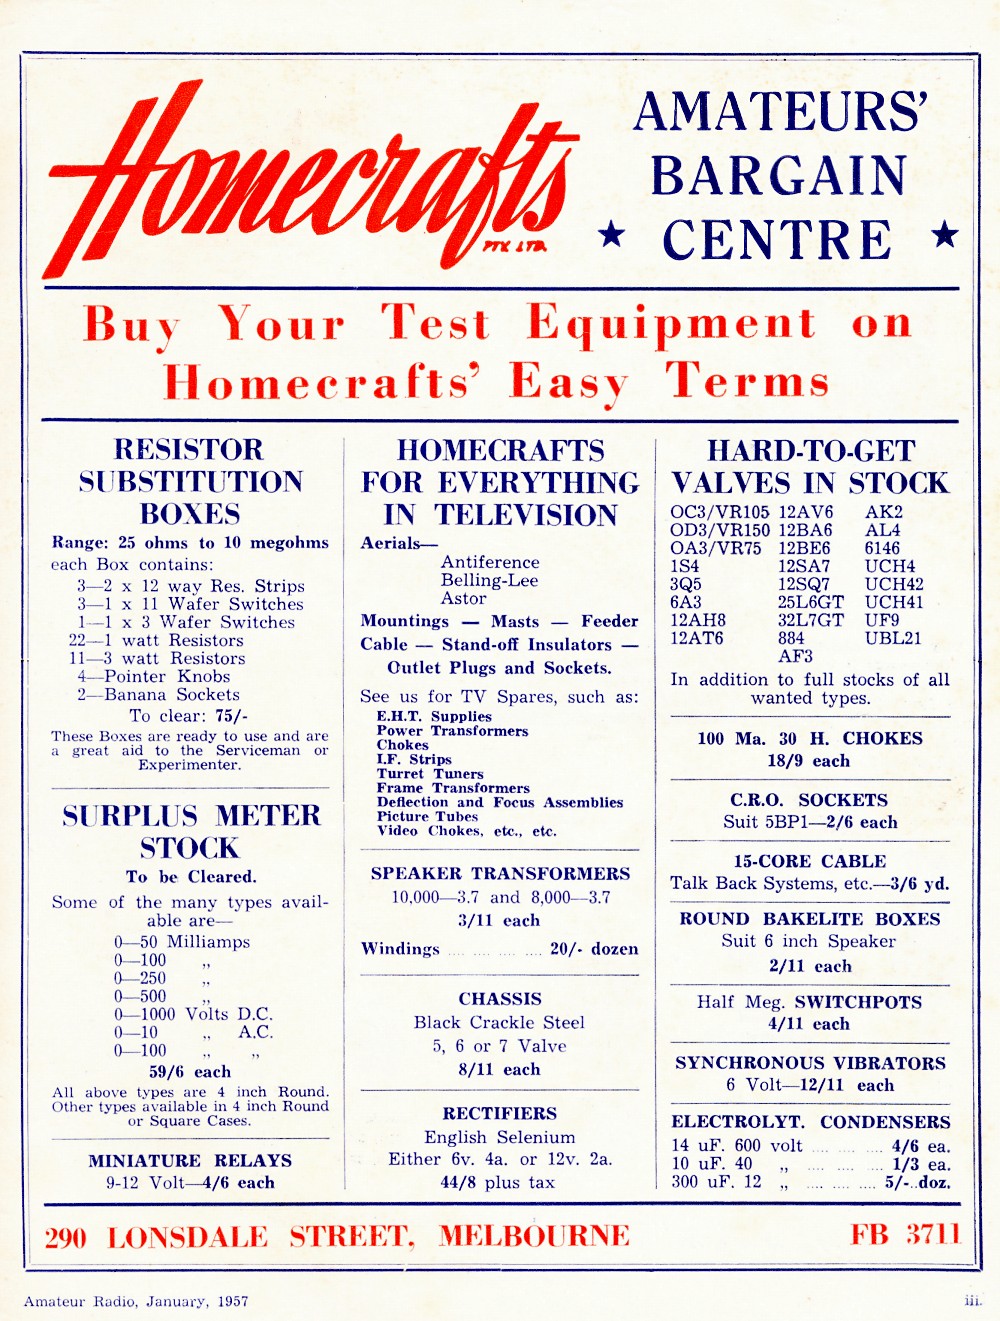 Homecrafts
PTY. LTD.
AMATEURS'
BARGAIN
★ CENTRE ★
Buy Your Test Equipment on
Homecrafts' Easy Terms
RESISTOR
SUBSTITUTION
BOXES
Range: 25 ohms to 10 megohms
each Box contains:
3—2 x 12 way Res. Strips
3—1 x 11 Wafer Switches
1—1 x 3 Wafer Switches
22—1 watt Resistors
11—3 watt Resistors
4—Pointer Knobs
2—Banana Sockets
To clear: 75/-
These Boxes are ready to use and are
a great aid to the Serviceman or
Experimenter.
SURPLUS METER
STOCK
To be Cleared.
Some of the many types avail-
able are—
0—50 Milliamps
0—100 ,,
0—250 ,,
0—500 ,,
0—1000 Volts D.C.
0—10 ,, A.C.
0—100 ,, ,,
59/6 each
All above types are 4 inch Round.
Other types available in 4 inch Round
or Square Cases.
MINIATURE RELAYS
9-12 Volt—4/6 each
HOMECRAFTS
FOR EVERYTHING
IN TELEVISION
Aerials—
Antiference
Belling-Lee
Astor
Mountings — Masts — Feeder
Cable — Stand-off Insulators —
Outlet Plugs and Sockets.
See us for TV Spares, such as:
E.H.T. Supplies
Power Transformers
Chokes
I.F. Strips
Turret Tuners
Frame Transformers
Deflection and Focus Assemblies
Picture Tubes
Video Chokes, etc., etc.
SPEAKER TRANSFORMERS
10,000—3.7 and 8,000—3.7
3/11 each
Windings .... .... .... .... 20/- dozen
CHASSIS
Black Crackle Steel
5, 6 or 7 Valve
8/11 each
RECTIFIERS
English Selenium
Either 6v. 4a. or 12v. 2a.
44/8 plus tax
HARD-TO-GET
VALVES IN STOCK
OC3/VR105 12AV6 AK2
OD3/VR150 12BA6 AL4
OA3/VR75 12BE6 6146
1S4 12SA7 UCH4
3Q5 12SQ7 UCH42
6A3 25L6GT UCH41
12AH8 32L7GT UF9
12AT6 884 UBL21
AF3
In addition to full stocks of all
wanted types.
100 Ma. 30 H. CHOKES
18/9 each
C.R.O. SOCKETS
Suit 5BP1—2/6 each
15-CORE CABLE
Talk Back Systems, etc.—3/6 yd.
ROUND BAKELITE BOXES
Suit 6 inch Speaker
2/11 each
Half Meg. SWITCHPOTS
4/11 each
SYNCHRONOUS VIBRATORS
6 Volt—12/11 each
ELECTROLYT. CONDENSERS
14 uF. 600 volt .... .... .... 4/6 ea.
10 uF. 40 ,, .... .... .... 1/3 ea.
300 uF. 12 ,, .... .... .... 5/-..doz.
290 LONSDALE STREET, MELBOURNE
FB 3711
Amateur Radio, January, 1957
iii.